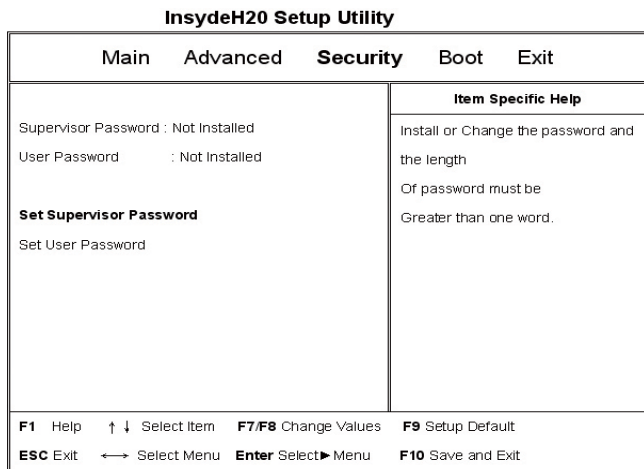 InsydeH20 Setup Utility
Main Advanced Security Boot Exit
Item Specific Help
Supervisor Password : Not Installed
User Password : Not Installed
Set Supervisor Password
Set User Password
Install or Change the password and
the length
Of password must be
Greater than one word.
F1 Help ↑ ↓ Select Item F7/F8 Change Values F9 Setup Default
ESC Exit ←→ Select Menu Enter Select▶Menu F10 Save and Exit